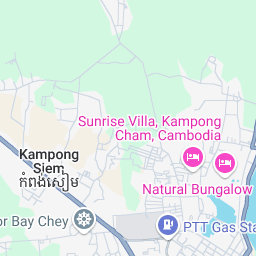 Sunrise Villa, Kampong
Cham, Cambodia
Kampong
Siem
កំពង់សៀម
Natural Bungalow
or Bay Chey
PTT Gas Sta